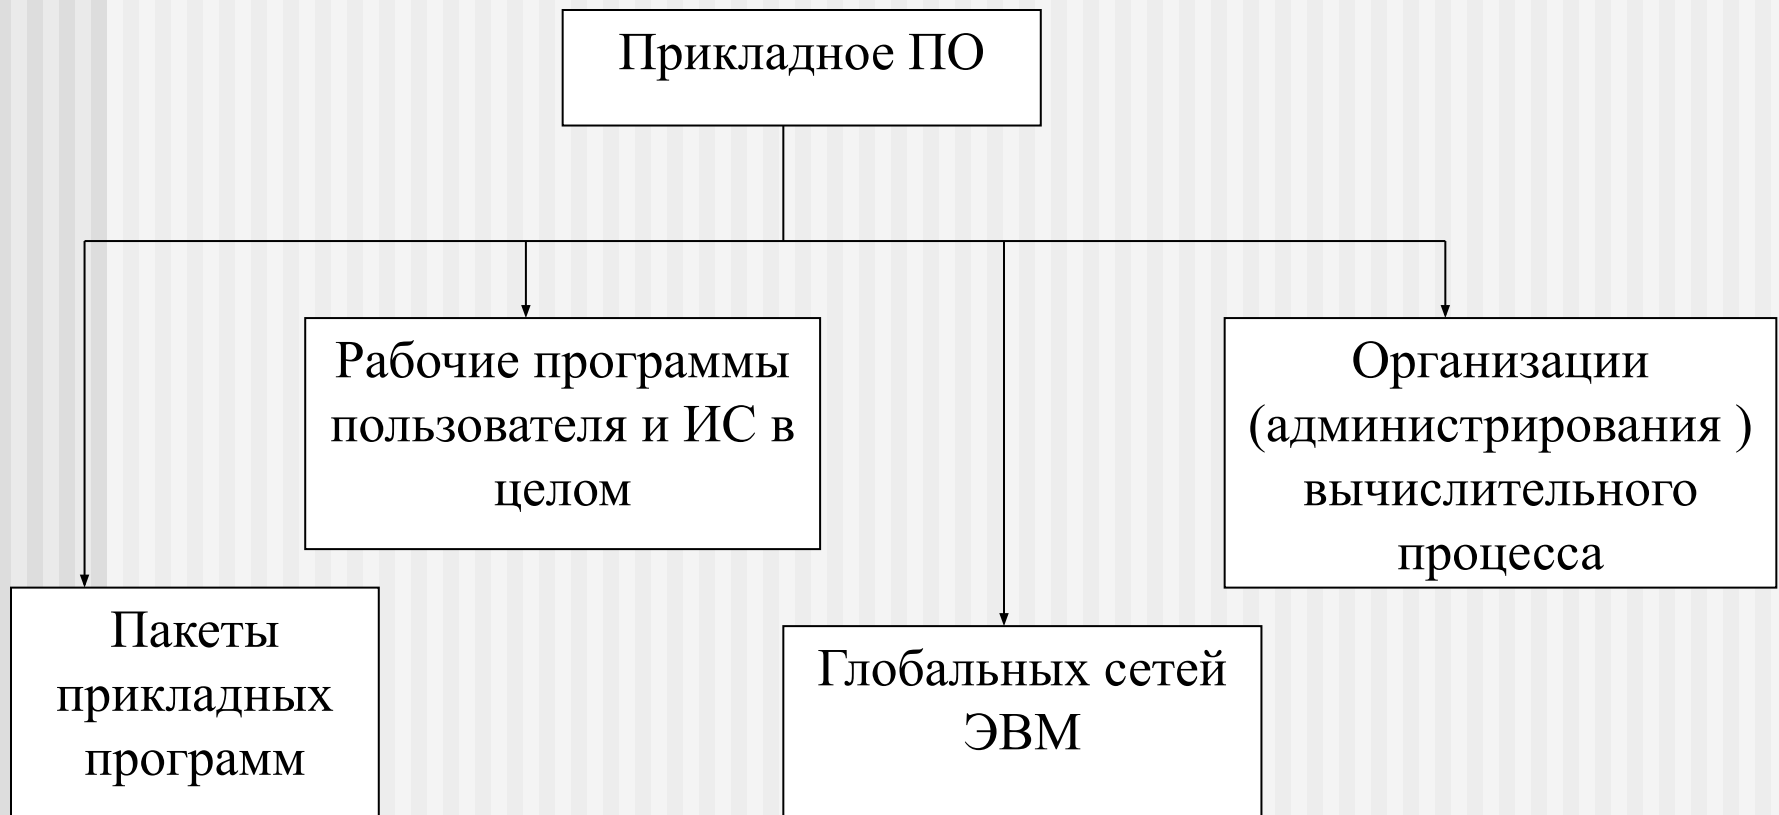 Прикладное ПО
Рабочие программы
пользователя и ИС в
целом
Организации
(администрирования )
вычислительного
процесса
Пакеты
прикладных
программ
Глобальных сетей
ЭВМ